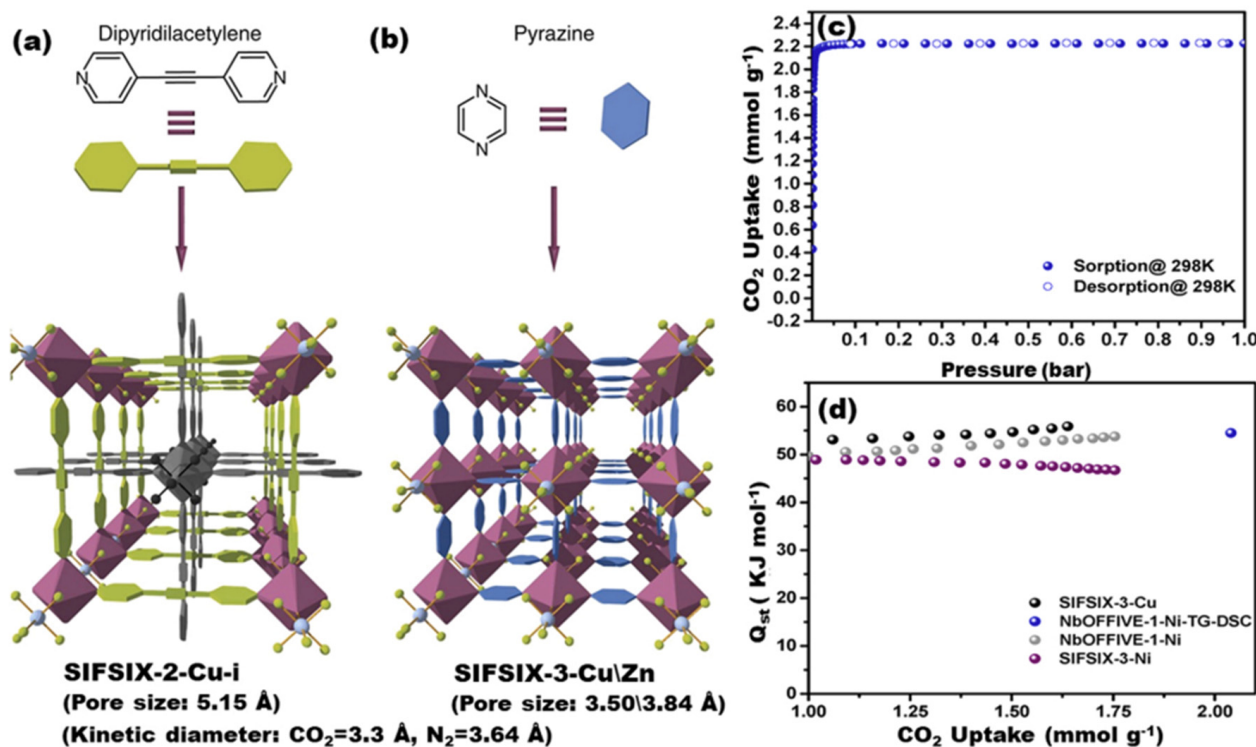 (a)
Dipyridilacetylene
N
N
SIFSIX-2-Cu-i
(Pore size: 5.15 Å)
(b)
Pyrazine
N
N
SIFSIX-3-Cu\Zn
(Pore size: 3.50\3.84 Å)
(Kinetic diameter: CO₂=3.3 Å, N₂=3.64 Å)
(c)
CO₂ Uptake (mmol g⁻¹)
2.4
2.2
2.0
1.8
1.6
1.4
1.2
1.0
0.8
0.6
0.4
0.2
0.0
-0.2
Sorption@ 298K
Desorption@ 298K
0.1 0.2 0.3 0.4 0.5 0.6 0.7 0.8 0.9 1.0
Pressure (bar)
(d)
Qst ( KJ mol⁻¹)
60
50
40
30
20
10
0
SIFSIX-3-Cu
NbOFFIVE-1-Ni-TG-DSC
NbOFFIVE-1-Ni
SIFSIX-3-Ni
1.00 1.25 1.50 1.75 2.00
CO₂ Uptake (mmol g⁻¹)